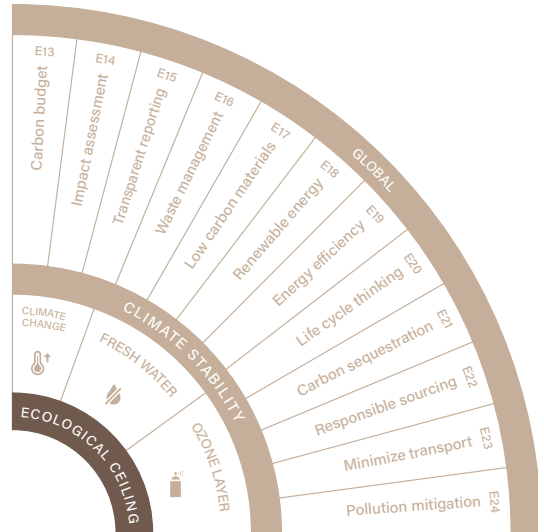 GLOBAL
E13
Carbon budget
E14
Impact assessment
E15
Transparent reporting
E16
Waste management
E17
Low carbon materials
E18
Renewable energy
E19
Energy efficiency
E20
Life cycle thinking
E21
Carbon sequestration
E22
Responsible sourcing
E23
Minimize transport
E24
Pollution mitigation
CLIMATE STABILITY
CLIMATE
CHANGE
FRESH WATER
OZONE LAYER
ECOLOGICAL CEILING